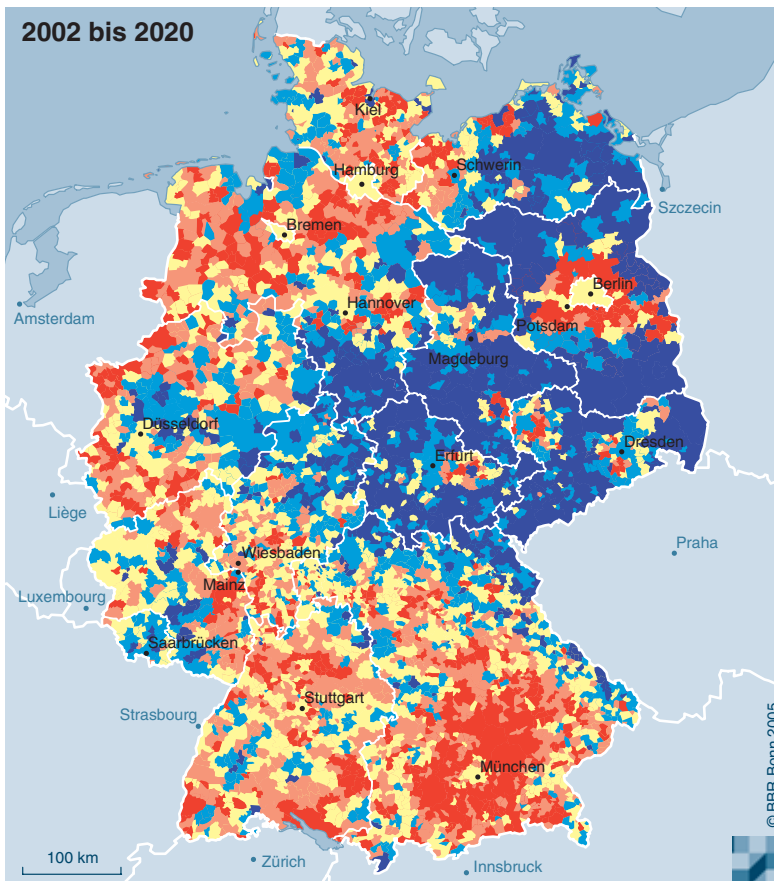 2002 bis 2020
Kiel
Schwerin
Hamburg
Szczecin
Bremen
Berlin
Amsterdam
Hannover
Potsdam
Magdeburg
Düsseldorf
Dresden
Erfurt
Liège
Praha
Wiesbaden
Mainz
Luxembourg
Saarbrücken
Stuttgart
Strasbourg
München
© BBR Bonn 2005
100 km
Zürich
Innsbruck